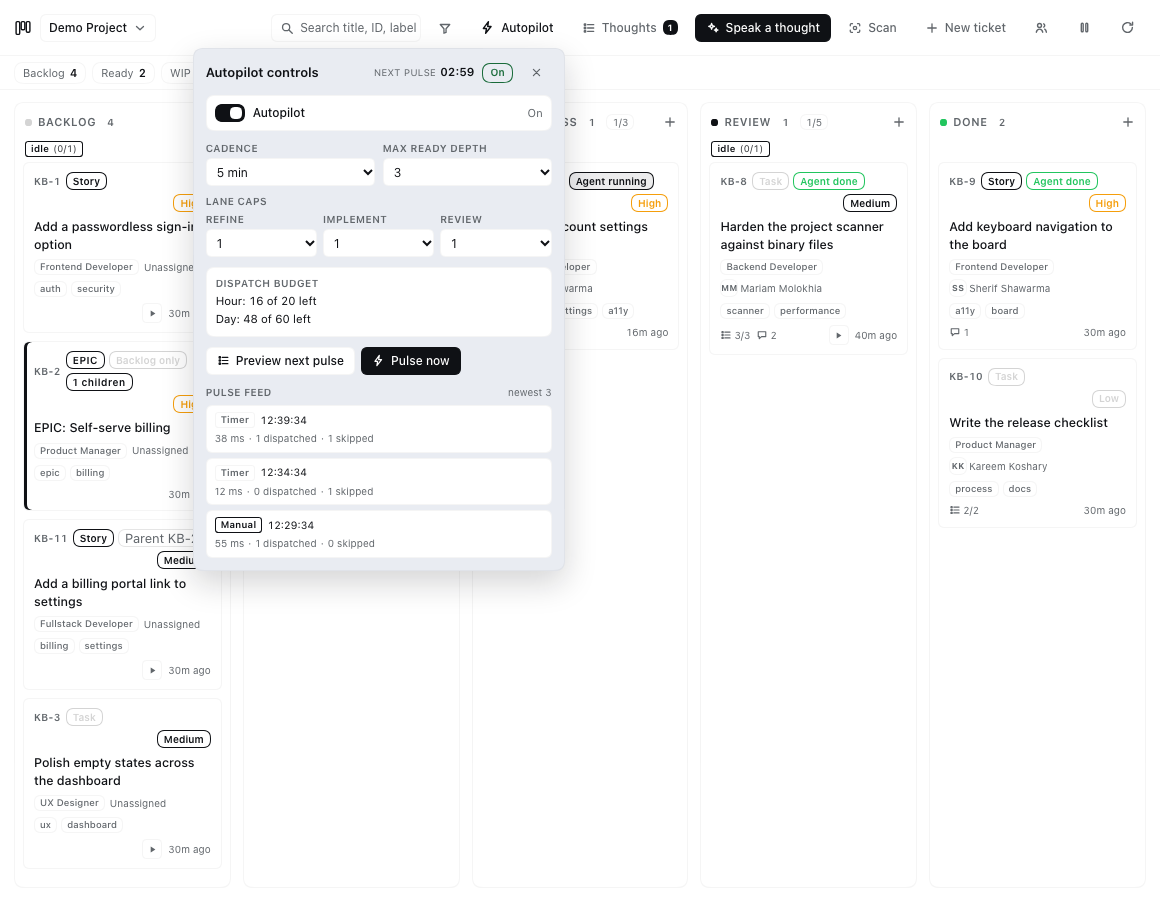 Demo Project
Search title, ID, label
Autopilot
Thoughts 1
Speak a thought
Scan
New ticket
Backlog 4
Ready 2
WIP
Autopilot controls
NEXT PULSE 02:59
On
Autopilot
On
CADENCE
MAX READY DEPTH
5 min
3
LANE CAPS
REFINE
IMPLEMENT
REVIEW
1
1
1
DISPATCH BUDGET
Hour: 16 of 20 left
Day: 48 of 60 left
Preview next pulse
Pulse now
PULSE FEED
newest 3
Timer 12:39:34
38 ms · 1 dispatched · 1 skipped
Timer 12:34:34
12 ms · 0 dispatched · 1 skipped
Manual 12:29:34
55 ms · 1 dispatched · 0 skipped
BACKLOG 4
idle (0/1)
KB-1 Story
Add a passwordless sign-in
option
Frontend Developer
auth security
30m
KB-2 EPIC Backlog only
1 children
EPIC: Self-serve billing
Product Manager Unassigned
epic billing
30m
KB-11 Story Parent
Add a billing portal link to
settings
Fullstack Developer Unassigned
billing settings
30m ago
KB-3 Task
Medium
Polish empty states across
the dashboard
UX Designer Unassigned
ux dashboard
30m ago
1 1/3
Agent running
High
settings
a11y
16m ago
REVIEW 1 1/5
idle (0/1)
KB-8 Task Agent done
Medium
Harden the project scanner
against binary files
Backend Developer
MM Mariam Molokhia
scanner performance
3/3 2 40m ago
DONE 2
KB-9 Story Agent done
High
Add keyboard navigation to
the board
Frontend Developer
SS Sherif Shawarma
a11y board
1 30m ago
KB-10 Task
Low
Write the release checklist
Product Manager
KK Kareem Koshary
process docs
2/2 30m ago